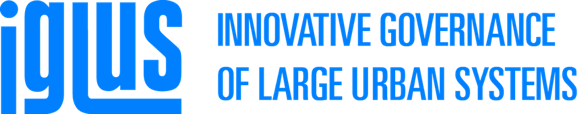 iglus
INNOVATIVE GOVERNANCE
OF LARGE URBAN SYSTEMS